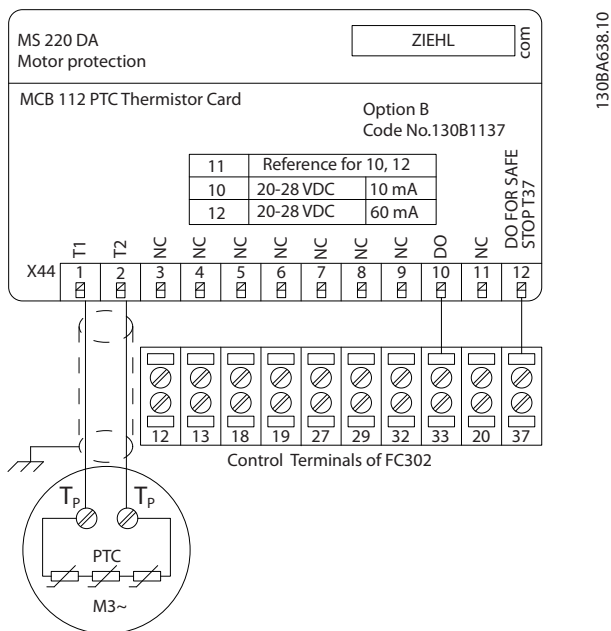 130BA638.10
MS 220 DA
Motor protection
ZIEHL
com
MCB 112 PTC Thermistor Card
Option B
Code No.130B1137
11 Reference for 10, 12
10 20-28 VDC 10 mA
12 20-28 VDC 60 mA
T1 T2 NC NC NC NC NC NC NC DO NC DO FOR SAFE STOP T37
X44 1 2 3 4 5 6 7 8 9 10 11 12
12 13 18 19 27 29 32 33 20 37
Control Terminals of FC302
TP TP
PTC
M3~